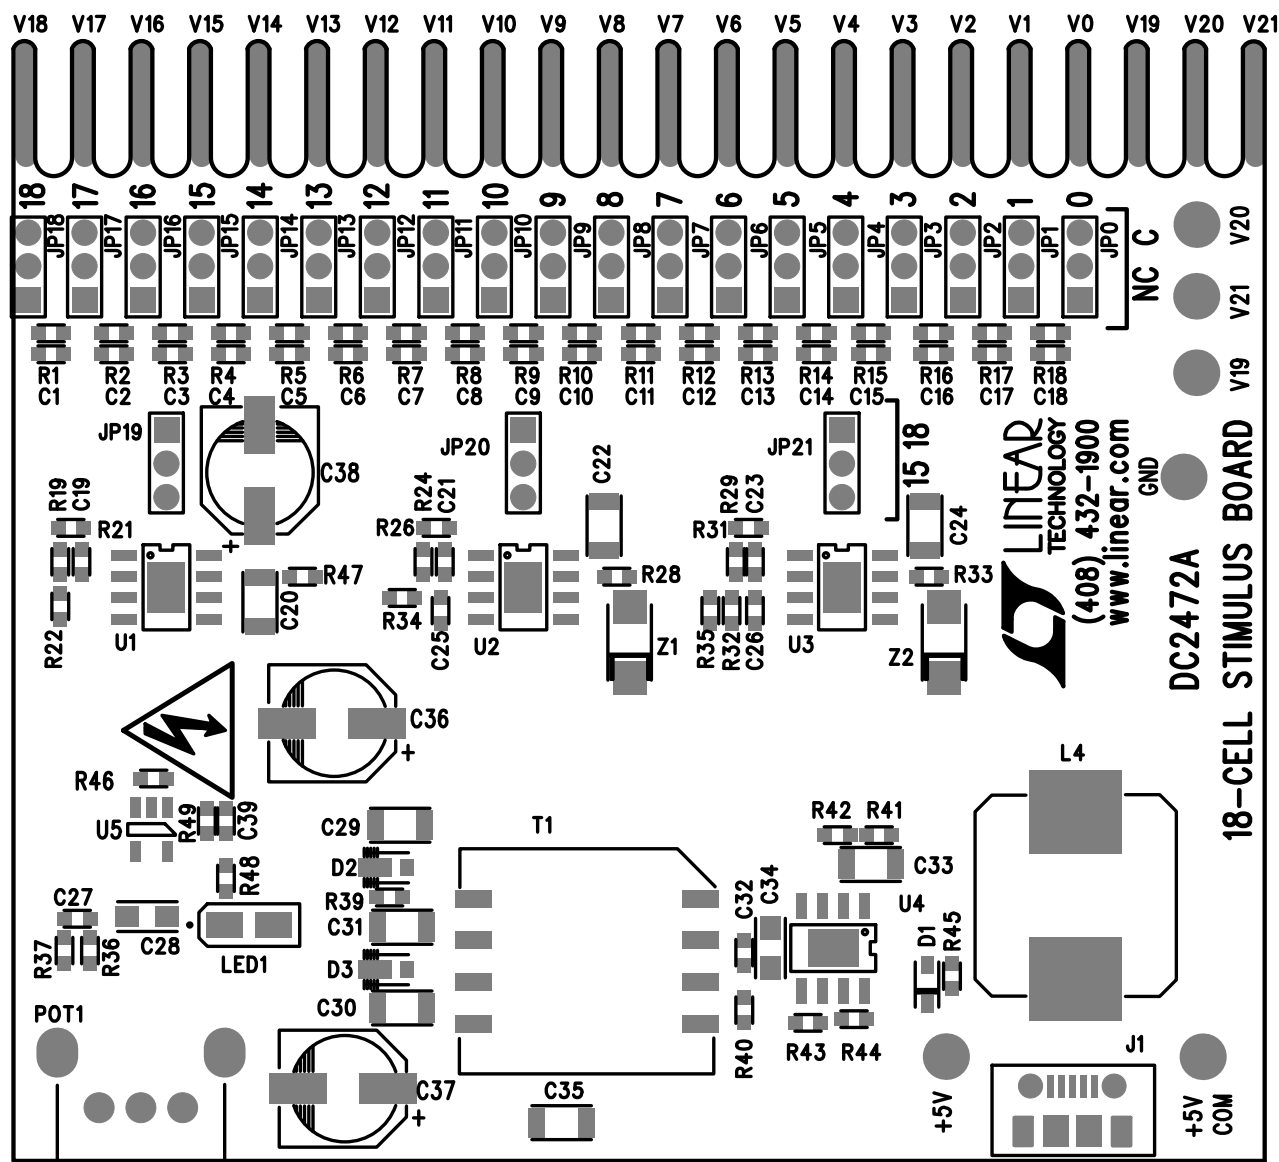 V18 V17 V16 V15 V14 V13 V12 V11 V10 V9 V8 V7 V6 V5 V4 V3 V2 V1 V0 V19 V20 V21
18 17 16 15 14 13 12 11 10 9 8 7 6 5 4 3 2 1 0
JP18 JP17 JP16 JP15 JP14 JP13 JP12 JP11 JP10 JP9 JP8 JP7 JP6 JP5 JP4 JP3 JP2 JP1 JP0
NC C
V20
V21
V19
R1 R2 R3 R4 R5 R6 R7 R8 R9 R10 R11 R12 R13 R14 R15 R16 R17 R18
C1 C2 C3 C4 C5 C6 C7 C8 C9 C10 C11 C12 C13 C14 C15 C16 C17 C18
JP19
C38
JP20
C22
JP21
15 18
R19 C19
R21
R24 C21
R26
R29 C23
R31
C24
GND
LINEAR
TECHNOLOGY
(408) 432-1900
www.linear.com
DC2472A
18-CELL STIMULUS BOARD
+
R47
R28
R33
R22
U1
C20
R34
C25
U2
Z1
R35
R32
C26
U3
Z2
C36
+
R46
U5
R49
C39
R48
C29
D2
R39
C31
D3
C30
T1
R42 R41
C33
L4
C32
C34
U4
D1
R45
C27
R37
R36
C28
LED1
POT1
R40
R43 R44
J1
C37
+
C35
+5V
+5V
COM